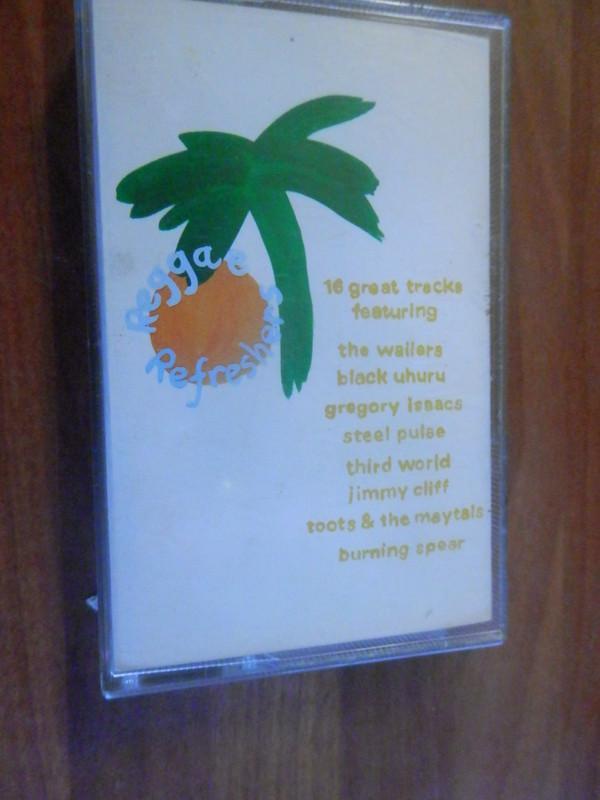 Reggae
Refreshers
16 great tracks
featuring
the wailers
black uhuru
gregory isaacs
steel pulse
third world
jimmy cliff
toots & the maytals
burning spear